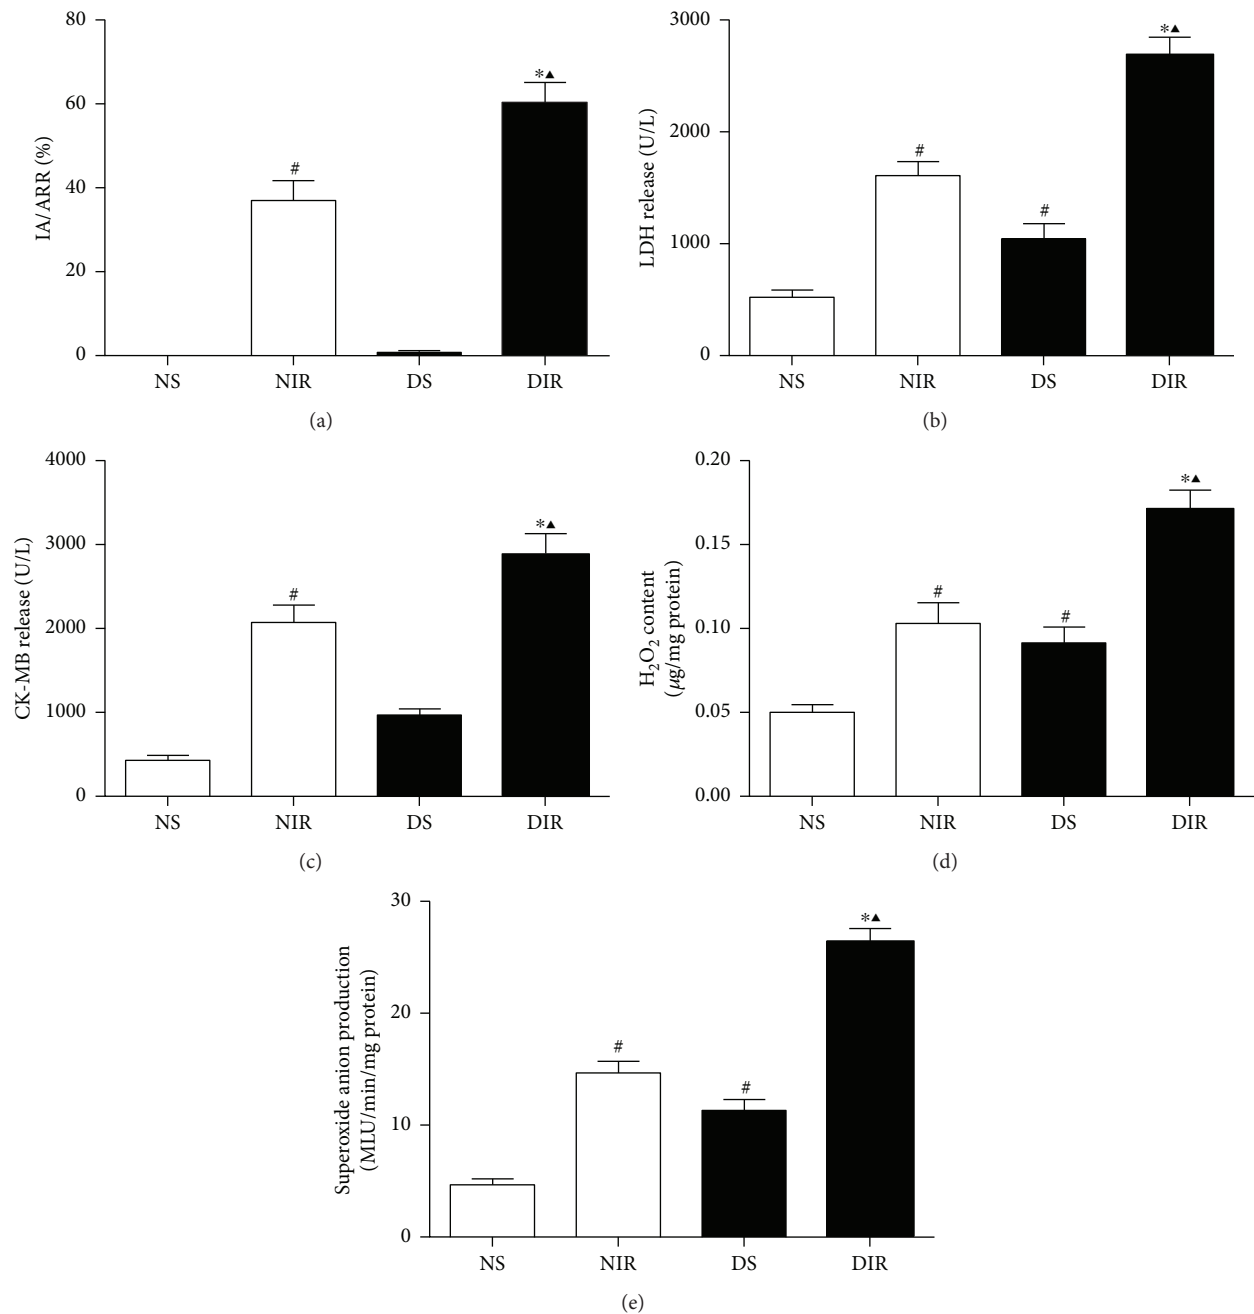 80
60
40
20
0
IA/ARR (%)
#
*▲
NS NIR DS DIR
(a)
3000
2000
1000
0
LDH release (U/L)
#
#
*▲
NS NIR DS DIR
(b)
4000
3000
2000
1000
0
CK-MB release (U/L)
#
*▲
NS NIR DS DIR
(c)
0.20
0.15
0.10
0.05
0.00
H₂O₂ content
(μg/mg protein)
#
#
*▲
NS NIR DS DIR
(d)
30
20
10
0
Superoxide anion production
(MLU/min/mg protein)
#
#
*▲
NS NIR DS DIR
(e)